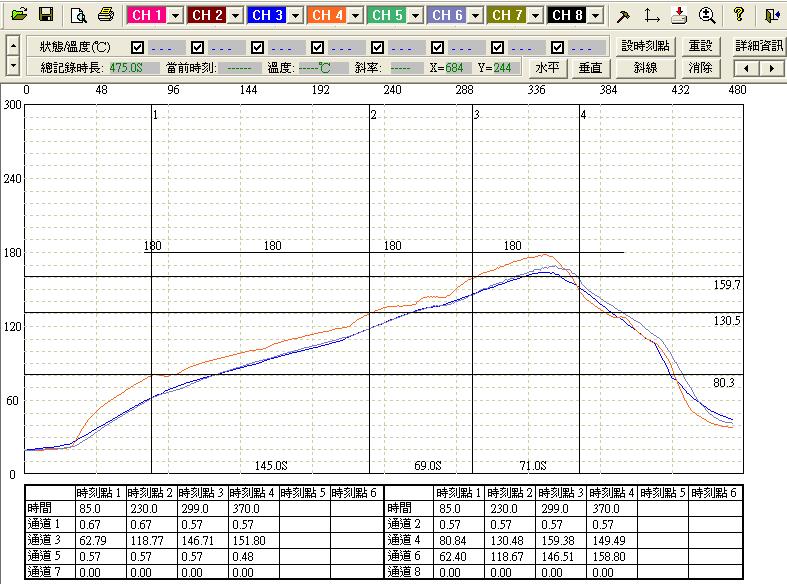 CH 1 CH 2 CH 3 CH 4 CH 5 CH 6 CH 7 CH 8
狀態/溫度(℃) --- --- --- --- --- --- --- --- 設時刻點 重設 詳細資訊
總記錄時長: 475.0S 當前時刻: ------ 溫度: -----℃ 斜率: ----- X=684 Y=244 水平 垂直 斜線 消除
0 48 96 144 192 240 288 336 384 432 480
300
1 2 3 4
240
180 180 180 180 180
159.7
130.5
120
80.3
60
145.0S 69.0S 71.0S
0
時刻點 1 時刻點 2 時刻點 3 時刻點 4 時刻點 5 時刻點 6 時刻點 1 時刻點 2 時刻點 3 時刻點 4 時刻點 5 時刻點 6
時間 85.0 230.0 299.0 370.0 時間 85.0 230.0 299.0 370.0
通道 1 0.67 0.67 0.57 0.57 通道 2 0.57 0.57 0.57 0.57
通道 3 62.79 118.77 146.71 151.80 通道 4 80.84 130.48 159.38 149.49
通道 5 0.57 0.57 0.57 0.48 通道 6 62.40 118.67 146.51 158.80
通道 7 0.00 0.00 0.00 0.00 通道 8 0.00 0.00 0.00 0.00